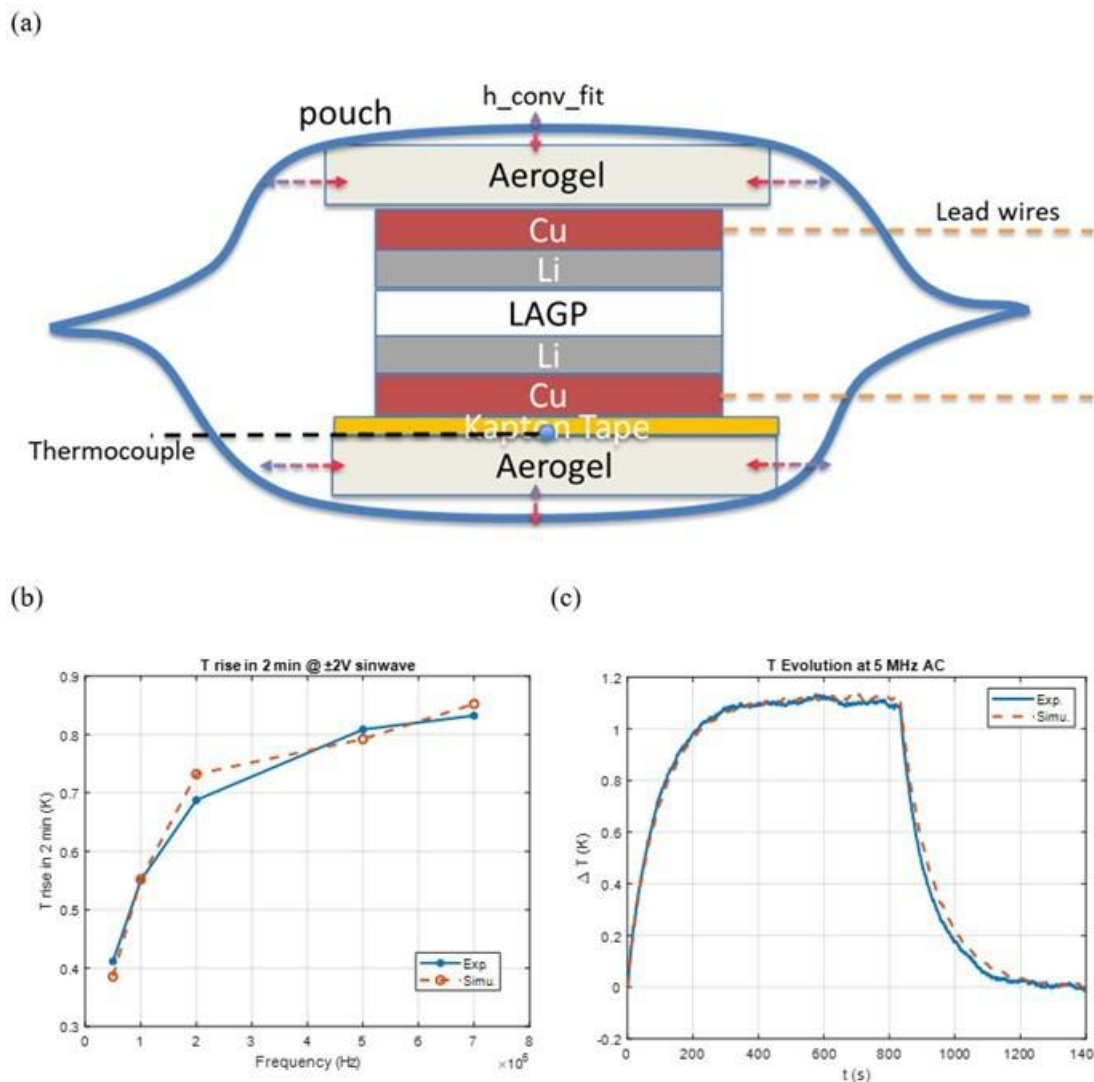 (a)
h_conv_fit
pouch
Aerogel
Cu
Lead wires
Li
LAGP
Li
Cu
Kapton Tape
Thermocouple
Aerogel
(b)
(c)
T rise in 2 min @ ±2V sinwave
T rise in 2 min (K)
0.9
0.8
0.7
0.6
0.5
0.4
0.3
Exp.
Simu.
0 1 2 3 4 5 6 7 8
Frequency (Hz)
×10⁵
T Evolution at 5 MHz AC
Δ T (K)
1.2
1
0.8
0.6
0.4
0.2
0
-0.2
Exp.
Simu.
0 200 400 600 800 1000 1200 140
t (s)